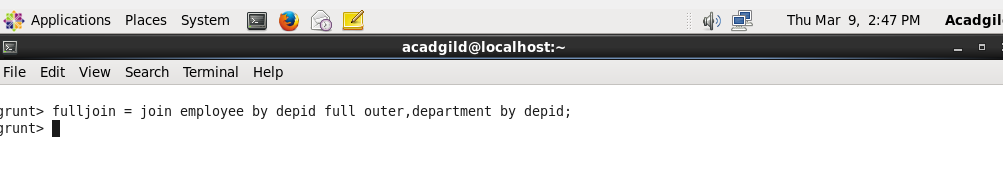 Applications Places System Thu Mar 9, 2:47 PM Acadgil
acadgild@localhost:~
File Edit View Search Terminal Help
grunt> fulljoin = join employee by depid full outer,department by depid;
grunt>